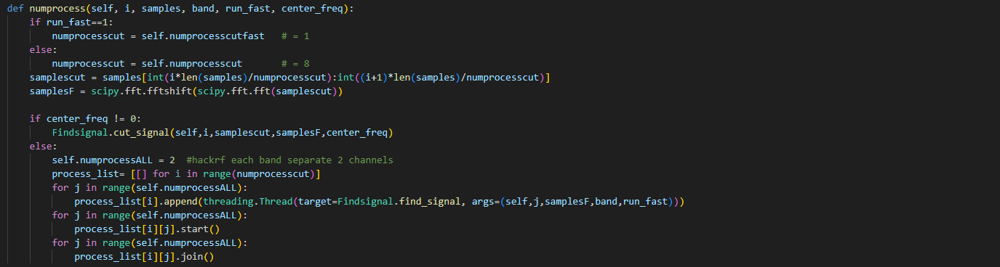 def numprocess(self, i, samples, band, run_fast, center_freq):
    if run_fast==1:
        numprocesscut = self.numprocesscutfast   # = 1
    else:
        numprocesscut = self.numprocesscut       # = 8
    samplescut = samples[int(i*len(samples)/numprocesscut):int((i+1)*len(samples)/numprocesscut)]
    samplesF = scipy.fft.fftshift(scipy.fft.fft(samplescut))

    if center_freq != 0:
        Findsignal.cut_signal(self,i,samplescut,samplesF,center_freq)
    else:
        self.numprocessALL = 2  #hackrf each band separate 2 channels
        process_list= [[] for i in range(numprocesscut)]
        for j in range(self.numprocessALL):
            process_list[i].append(threading.Thread(target=Findsignal.find_signal, args=(self,j,samplesF,band,run_fast)))
        for j in range(self.numprocessALL):
            process_list[i][j].start()
        for j in range(self.numprocessALL):
            process_list[i][j].join()